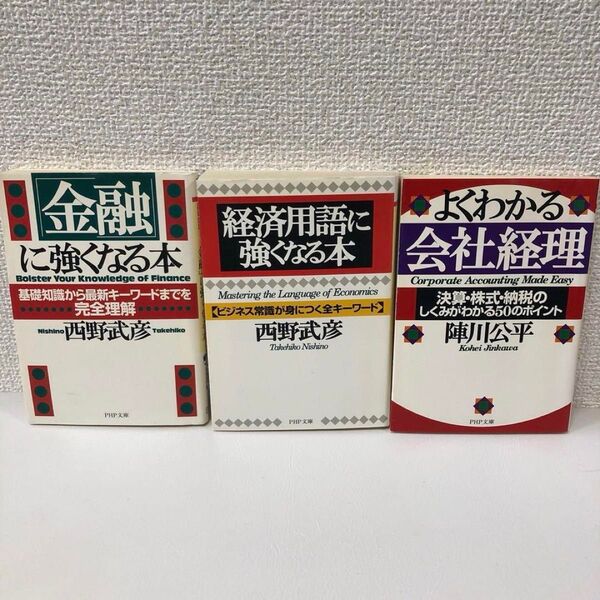 「金融」
に強くなる本
Bolster Your Knowledge of Finance
基礎知識から最新キーワードまでを
完全理解
Nishino 西野武彦 Takehiko
PHP文庫
経済用語に
強くなる本
Mastering the Language of Economics
【ビジネス常識が身につく全キーワード】
西野武彦
Takehiko Nishino
PHP文庫
よくわかる
会社経理
Corporate Accounting Made Easy
決算・株式・納税の
しくみがわかる50のポイント
陣川公平
Kohei Jinkawa
PHP文庫